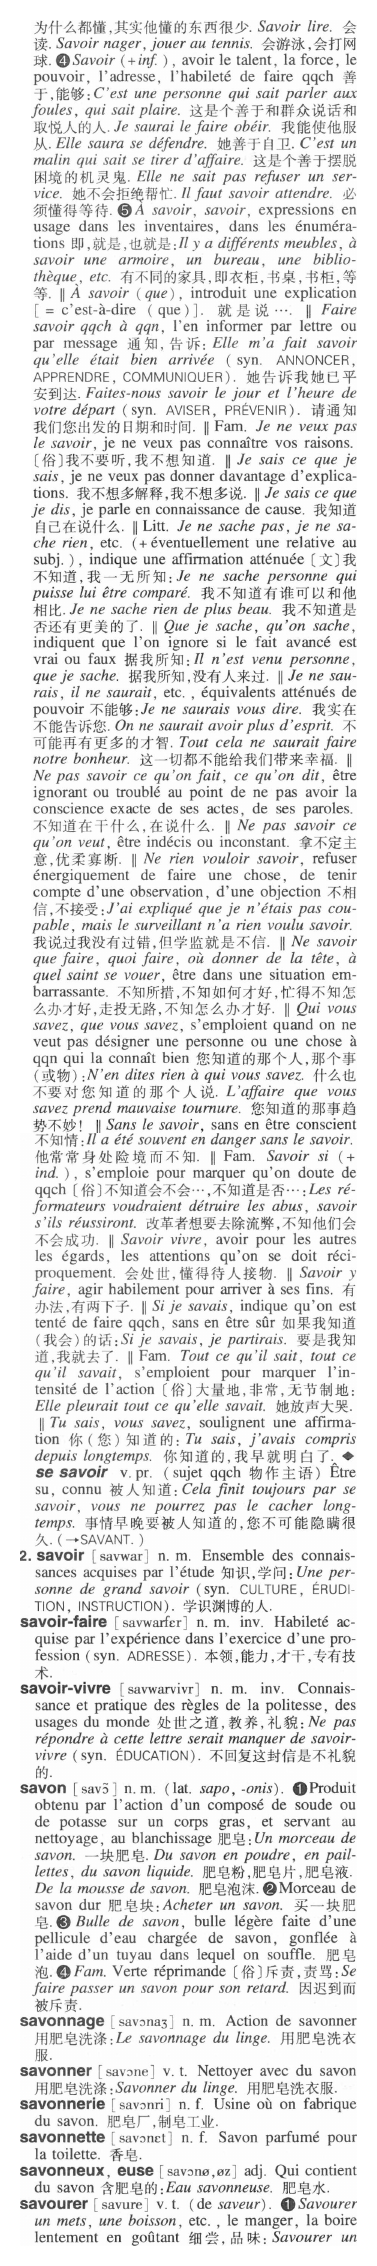 为什么都懂,其实他懂的东西很少. Savoir lire. 会
读. Savoir nager, jouer au tennis. 会游泳,会打网
球. ❹ Savoir (+inf.), avoir le talent, la force, le
pouvoir, l'adresse, l'habileté de faire qqch 善
于,能够: C'est une personne qui sait parler aux
foules, qui sait plaire. 这是个善于和群众说话和
取悦人的人. Je saurai le faire obéir. 我能使他服
从. Elle saura se défendre. 她善于自卫. C'est un
malin qui sait se tirer d'affaire. 这是个善于摆脱
困境的机灵鬼. Elle ne sait pas refuser un ser-
vice. 她不会拒绝帮忙. Il faut savoir attendre. 必
须懂得等待. ❺ À savoir, savoir, expressions en
usage dans les inventaires, dans les énuméra-
tions 即,就是,也就是: Il y a différents meubles, à
savoir une armoire, un bureau, une biblio-
thèque, etc. 有不同的家具,即衣柜,书桌,书柜,等
等. ‖ À savoir (que), introduit une explication
[= c'est-à-dire (que)]. 就是说…. ‖ Faire
savoir qqch à qqn, l'en informer par lettre ou
par message 通知,告诉: Elle m'a fait savoir
qu'elle était bien arrivée (syn. ANNONCER,
APPRENDRE, COMMUNIQUER). 她告诉我她已平
安到达. Faites-nous savoir le jour et l'heure de
votre départ (syn. AVISER, PRÉVENIR). 请通知
我们您出发的日期和时间. ‖ Fam. Je ne veux pas
le savoir, je ne veux pas connaître vos raisons.
〔俗〕我不要听,我不想知道. ‖ Je sais ce que je
sais, je ne veux pas donner davantage d'explica-
tions. 我不想多解释,我不想多说. ‖ Je sais ce que
je dis, je parle en connaissance de cause. 我知道
自己在说什么. ‖ Litt. Je ne sache pas, je ne sa-
che rien, etc. (+éventuellement une relative au
subj.), indique une affirmation atténuée 〔文〕我
不知道,我一无所知: Je ne sache personne qui
puisse lui être comparé. 我不知道有谁可以和他
相比. Je ne sache rien de plus beau. 我不知道是
否还有更美的了. ‖ Que je sache, qu'on sache,
indiquent que l'on ignore si le fait avancé est
vrai ou faux 据我所知: Il n'est venu personne,
que je sache. 据我所知,没有人来过. ‖ Je ne sau-
rais, il ne saurait, etc., équivalents atténués de
pouvoir 不能够: Je ne saurais vous dire. 我实在
不能告诉您. On ne saurait avoir plus d'esprit. 不
可能再有更多的才智. Tout cela ne saurait faire
notre bonheur. 这一切都不能给我们带来幸福. ‖
Ne pas savoir ce qu'on fait, ce qu'on dit, être
ignorant ou troublé au point de ne pas avoir la
conscience exacte de ses actes, de ses paroles.
不知道在干什么,在说什么. ‖ Ne pas savoir ce
qu'on veut, être indécis ou inconstant. 拿不定主
意,优柔寡断. ‖ Ne rien vouloir savoir, refuser
énergiquement de faire une chose, de tenir
compte d'une observation, d'une objection 不相
信,不接受: J'ai expliqué que je n'étais pas cou-
pable, mais le surveillant n'a rien voulu savoir.
我说过我没有过错,但学监就是不信. ‖ Ne savoir
que faire, quoi faire, où donner de la tête, à
quel saint se vouer, être dans une situation em-
barrassante. 不知所措,不知如何才好,忙得不知怎
么办才好,走投无路,不知怎么办才好. ‖ Qui vous
savez, que vous savez, s'emploient quand on ne
veut pas désigner une personne ou une chose à
qqn qui la connaît bien 您知道的那个人,那个事
(或物): N'en dites rien à qui vous savez. 什么也
不要对您知道的那个人说. L'affaire que vous
savez prend mauvaise tournure. 您知道的那事趋
势不妙! ‖ Sans le savoir, sans en être conscient
不知情: Il a été souvent en danger sans le savoir.
他常常身处险境而不知. ‖ Fam. Savoir si (+
ind.), s'emploie pour marquer qu'on doute de
qqch 〔俗〕不知道会不会…,不知道是否…: Les ré-
formateurs voudraient détruire les abus, savoir
s'ils réussiront. 改革者想要去除流弊,不知他们会
不会成功. ‖ Savoir vivre, avoir pour les autres
les égards, les attentions qu'on se doit réci-
proquement. 会处世,懂得待人接物. ‖ Savoir y
faire, agir habilement pour arriver à ses fins. 有
办法,有两下子. ‖ Si je savais, indique qu'on est
tenté de faire qqch, sans en être sûr 如果我知道
(我会)的话: Si je savais, je partirais. 要是我知
道,我就去了. ‖ Fam. Tout ce qu'il sait, tout ce
qu'il savait, s'emploient pour marquer l'in-
tensité de l'action 〔俗〕大量地,非常,无节制地:
Elle pleurait tout ce qu'elle savait. 她放声大哭.
‖ Tu sais, vous savez, soulignent une affirma-
tion 你(您)知道的: Tu sais, j'avais compris
depuis longtemps. 你知道的,我早就明白了. ◆
se savoir v. pr. (sujet qqch 物作主语) Être
su, connu 被人知道: Cela finit toujours par se
savoir, vous ne pourrez pas le cacher long-
temps. 事情早晚要被人知道的,您不可能隐瞒很
久. (→SAVANT.)
2. savoir [savwar] n. m. Ensemble des connais-
sances acquises par l'étude 知识,学问: Une per-
sonne de grand savoir (syn. CULTURE, ÉRUDI-
TION, INSTRUCTION). 学识渊博的人.
savoir-faire [savwarfɛr] n. m. inv. Habileté ac-
quise par l'expérience dans l'exercice d'une pro-
fession (syn. ADRESSE). 本领,能力,才干,专有技
术.
savoir-vivre [savwarvivr] n. m. inv. Connais-
sance et pratique des règles de la politesse, des
usages du monde 处世之道,教养,礼貌: Ne pas
répondre à cette lettre serait manquer de savoir-
vivre (syn. ÉDUCATION). 不回复这封信是不礼貌
的.
savon [savɔ̃] n. m. (lat. sapo, -onis). ❶ Produit
obtenu par l'action d'un composé de soude ou
de potasse sur un corps gras, et servant au
nettoyage, au blanchissage 肥皂: Un morceau de
savon. 一块肥皂. Du savon en poudre, en pail-
lettes, du savon liquide. 肥皂粉,肥皂片,肥皂液.
De la mousse de savon. 肥皂泡沫. ❷ Morceau de
savon dur 肥皂块: Acheter un savon. 买一块肥
皂. ❸ Bulle de savon, bulle légère faite d'une
pellicule d'eau chargée de savon, gonflée à
l'aide d'un tuyau dans lequel on souffle. 肥皂
泡. ❹ Fam. Verte réprimande 〔俗〕斥责,责骂: Se
faire passer un savon pour son retard. 因迟到而
被斥责.
savonnage [savɔnaʒ] n. m. Action de savonner
用肥皂洗涤: Le savonnage du linge. 用肥皂洗衣
服.
savonner [savɔne] v. t. Nettoyer avec du savon
用肥皂洗涤: Savonner du linge. 用肥皂洗衣服.
savonnerie [savɔnri] n. f. Usine où on fabrique
du savon. 肥皂厂,制皂工业.
savonnette [savɔnɛt] n. f. Savon parfumé pour
la toilette. 香皂.
savonneux, euse [savɔnø,øz] adj. Qui contient
du savon 含肥皂的: Eau savonneuse. 肥皂水.
savourer [savure] v. t. (de saveur). ❶ Savourer
un mets, une boisson, etc., le manger, la boire
lentement en goûtant 细尝,品味: Savourer un